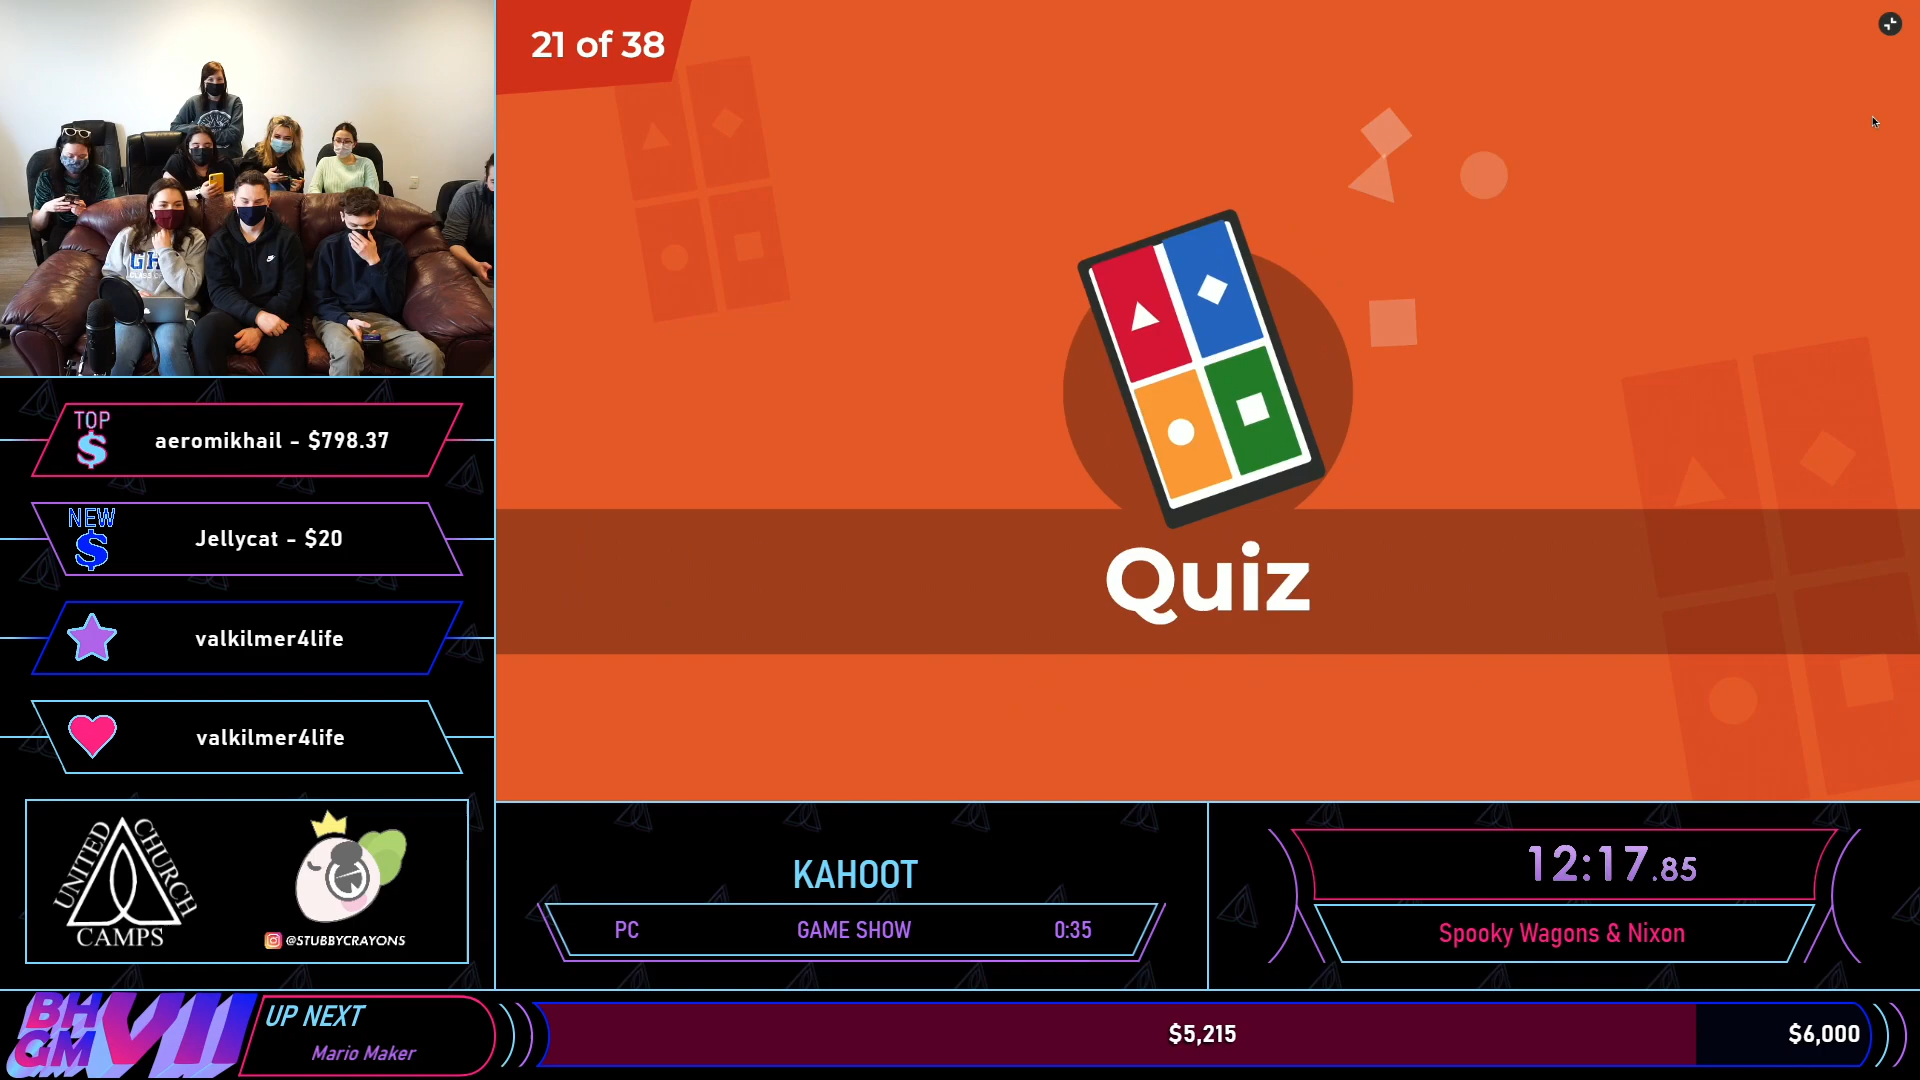 21 of 38
Quiz
TOP
$
aeromikhail - $798.37
NEW
$
Jellycat - $20
valkilmer4life
valkilmer4life
UNITED CHURCH
CAMPS
@STUBBYCRAYONS
KAHOOT
PC GAME SHOW 0:35
12:17.85
Spooky Wagons & Nixon
BH
GM VII
UP NEXT
Mario Maker
$5,215
$6,000